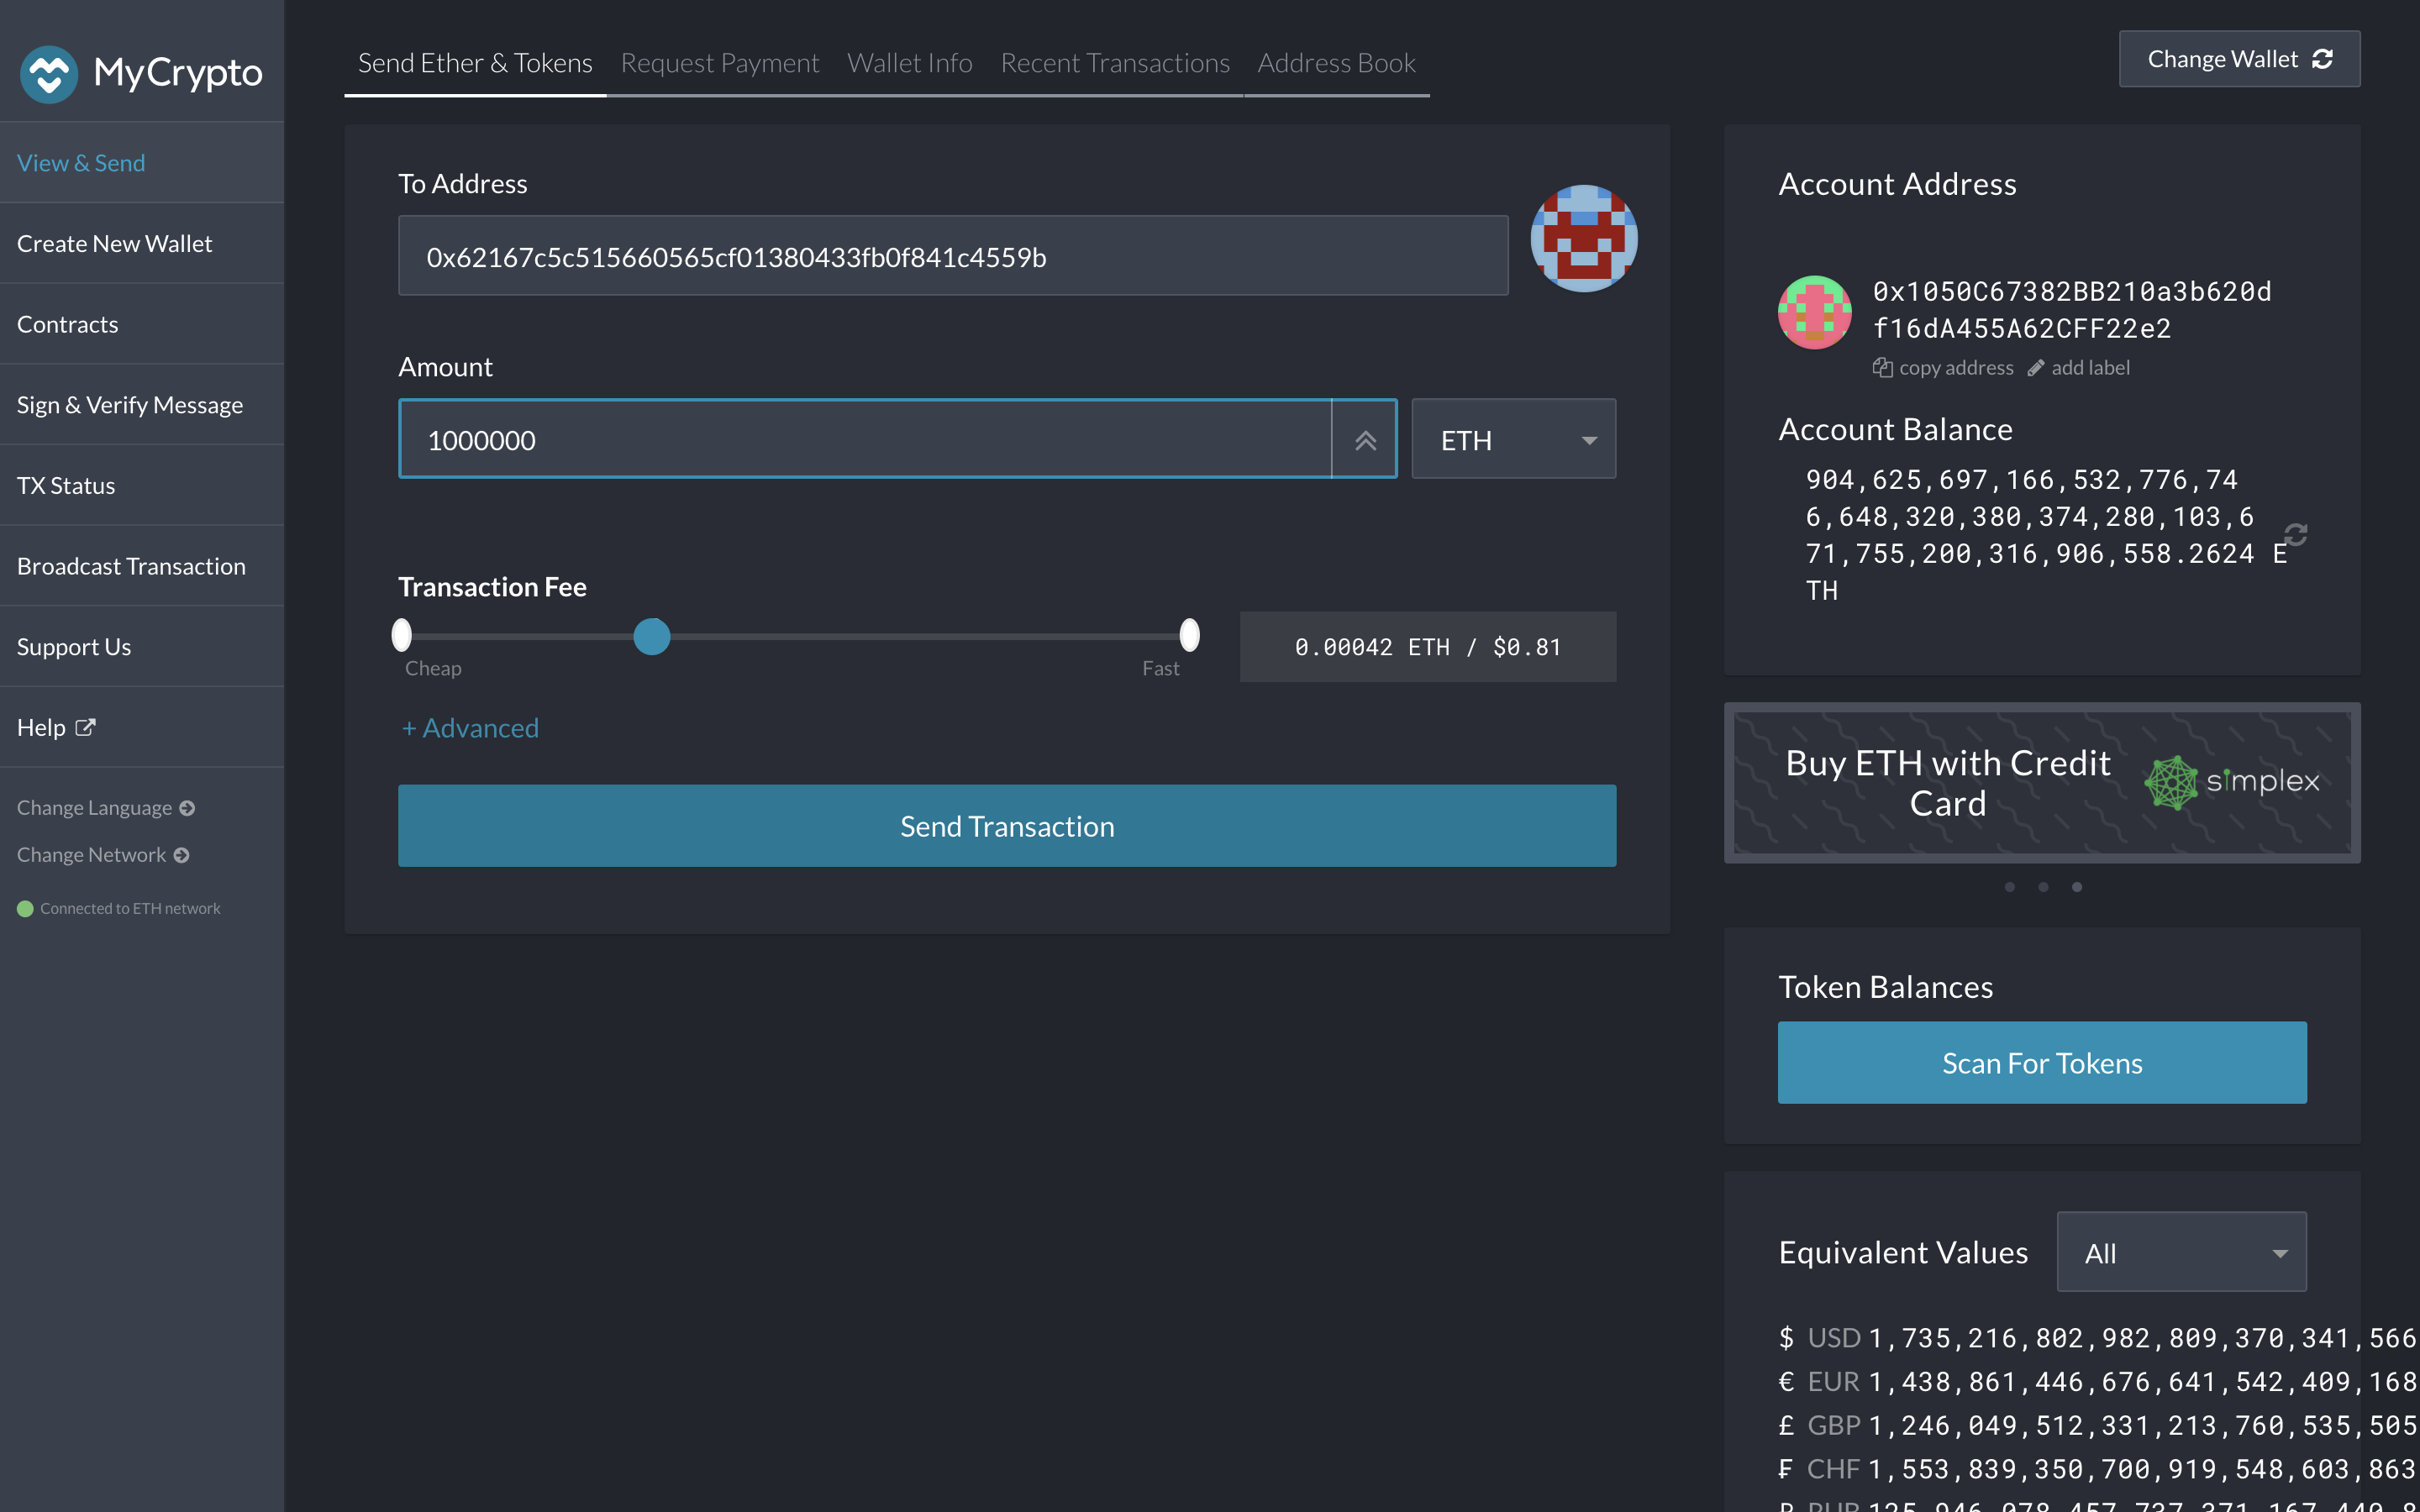 MyCrypto
View & Send
Create New Wallet
Contracts
Sign & Verify Message
TX Status
Broadcast Transaction
Support Us
Help
Change Language
Change Network
Connected to ETH network
Send Ether & Tokens
Request Payment
Wallet Info
Recent Transactions
Address Book
Change Wallet
To Address
0x62167c5c515660565cf01380433fb0f841c4559b
Amount
1000000
ETH
Transaction Fee
Cheap
Fast
0.00042 ETH / $0.81
+ Advanced
Send Transaction
Account Address
0x1050C67382BB210a3b620d
f16dA455A62CFF22e2
copy address
add label
Account Balance
904,625,697,166,532,776,74
6,648,320,380,374,280,103,6
71,755,200,316,906,558.2624 E
TH
Buy ETH with Credit
Card
simplex
Token Balances
Scan For Tokens
Equivalent Values
All
$ USD 1,735,216,802,982,809,370,341,566
€ EUR 1,438,861,446,676,641,542,409,168
£ GBP 1,246,049,512,331,213,760,535,505
₣ CHF 1,553,839,350,700,919,548,603,863